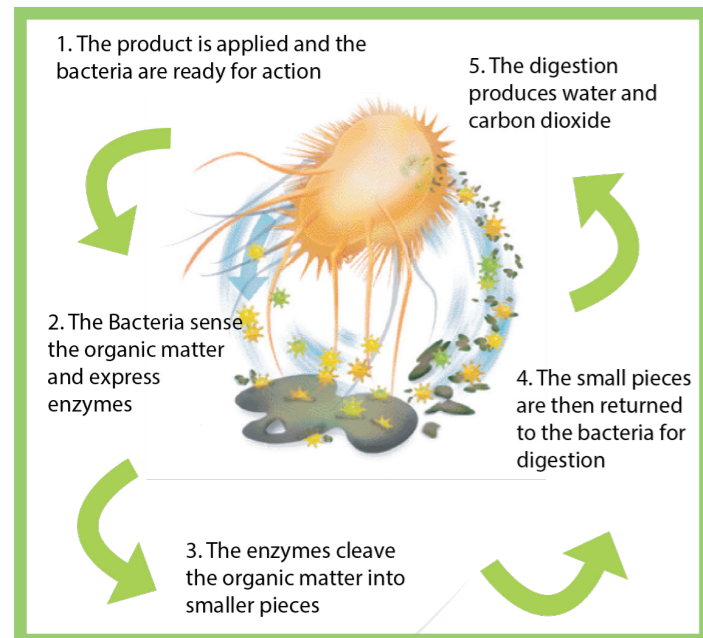 1. The product is applied and the
bacteria are ready for action
2. The Bacteria sense
the organic matter
and express
enzymes
3. The enzymes cleave
the organic matter into
smaller pieces
4. The small pieces
are then returned
to the bacteria for
digestion
5. The digestion
produces water and
carbon dioxide